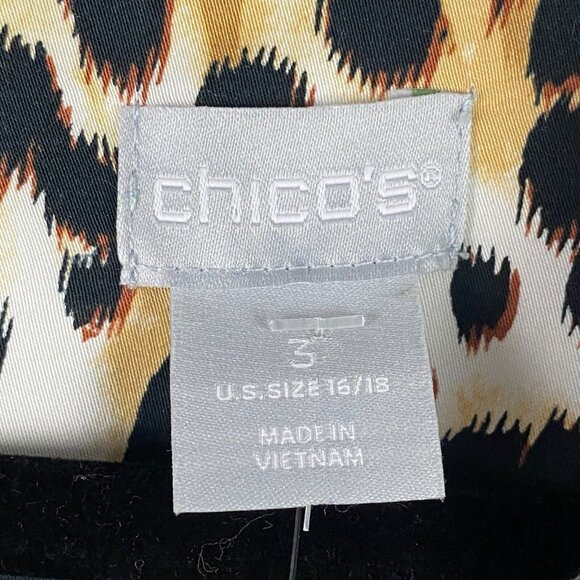 chico's®
3
U.S. SIZE 16/18
MADE IN
VIETNAM